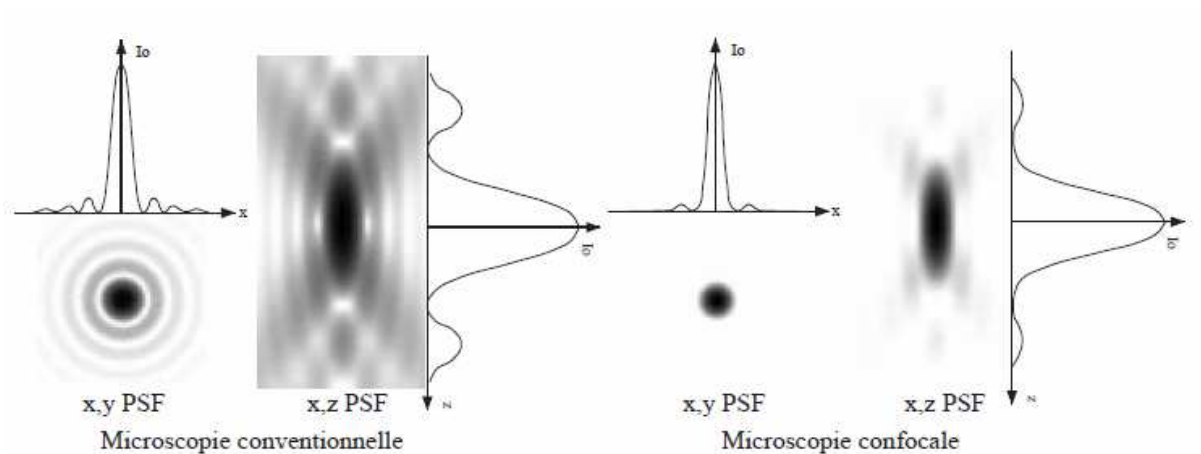 Io
x
Io
z
x,y PSF
x,z PSF
Microscopie conventionnelle
Io
x
Io
z
x,y PSF
x,z PSF
Microscopie confocale